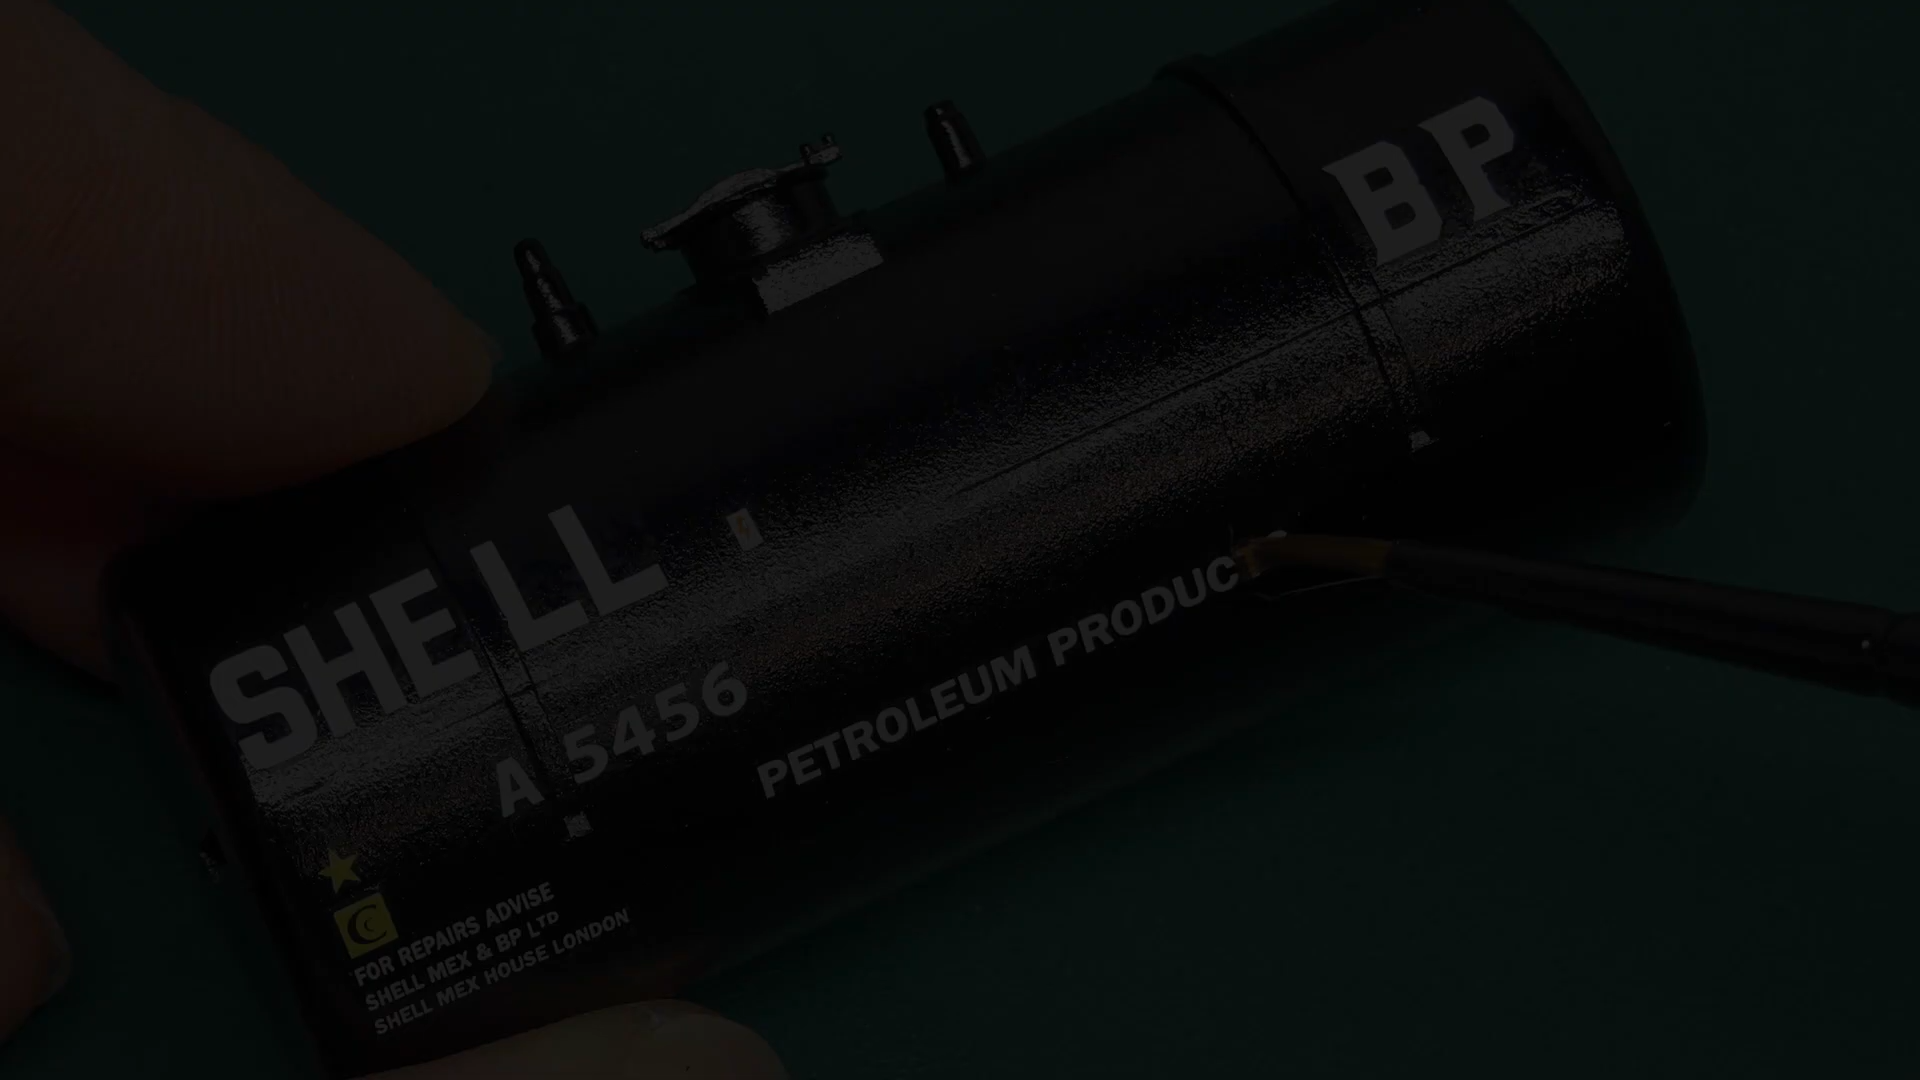 SHELL BP
A 5456
PETROLEUM PRODUC
C
FOR REPAIRS ADVISE
SHELL MEX & BP LTD
SHELL MEX HOUSE LONDON